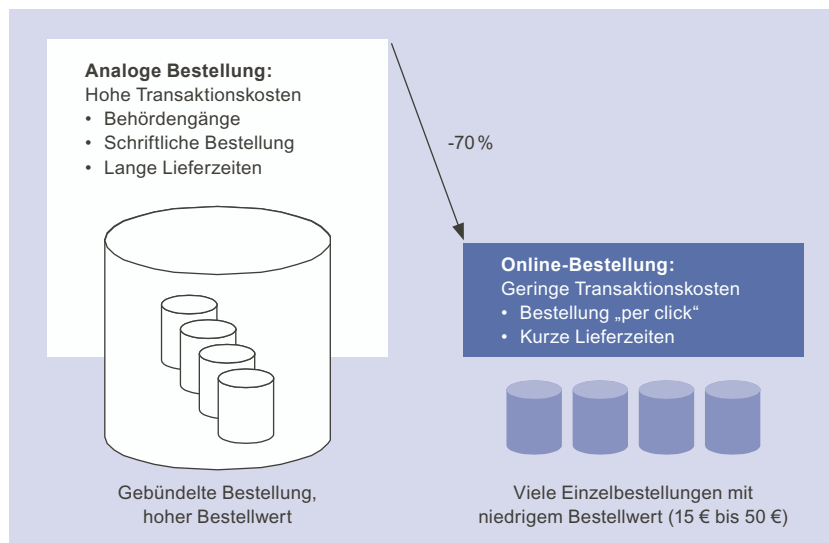 Analoge Bestellung:
Hohe Transaktionskosten
• Behördengänge
• Schriftliche Bestellung
• Lange Lieferzeiten
-70 %
Online-Bestellung:
Geringe Transaktionskosten
• Bestellung „per click“
• Kurze Lieferzeiten
Gebündelte Bestellung,
hoher Bestellwert
Viele Einzelbestellungen mit
niedrigem Bestellwert (15 € bis 50 €)